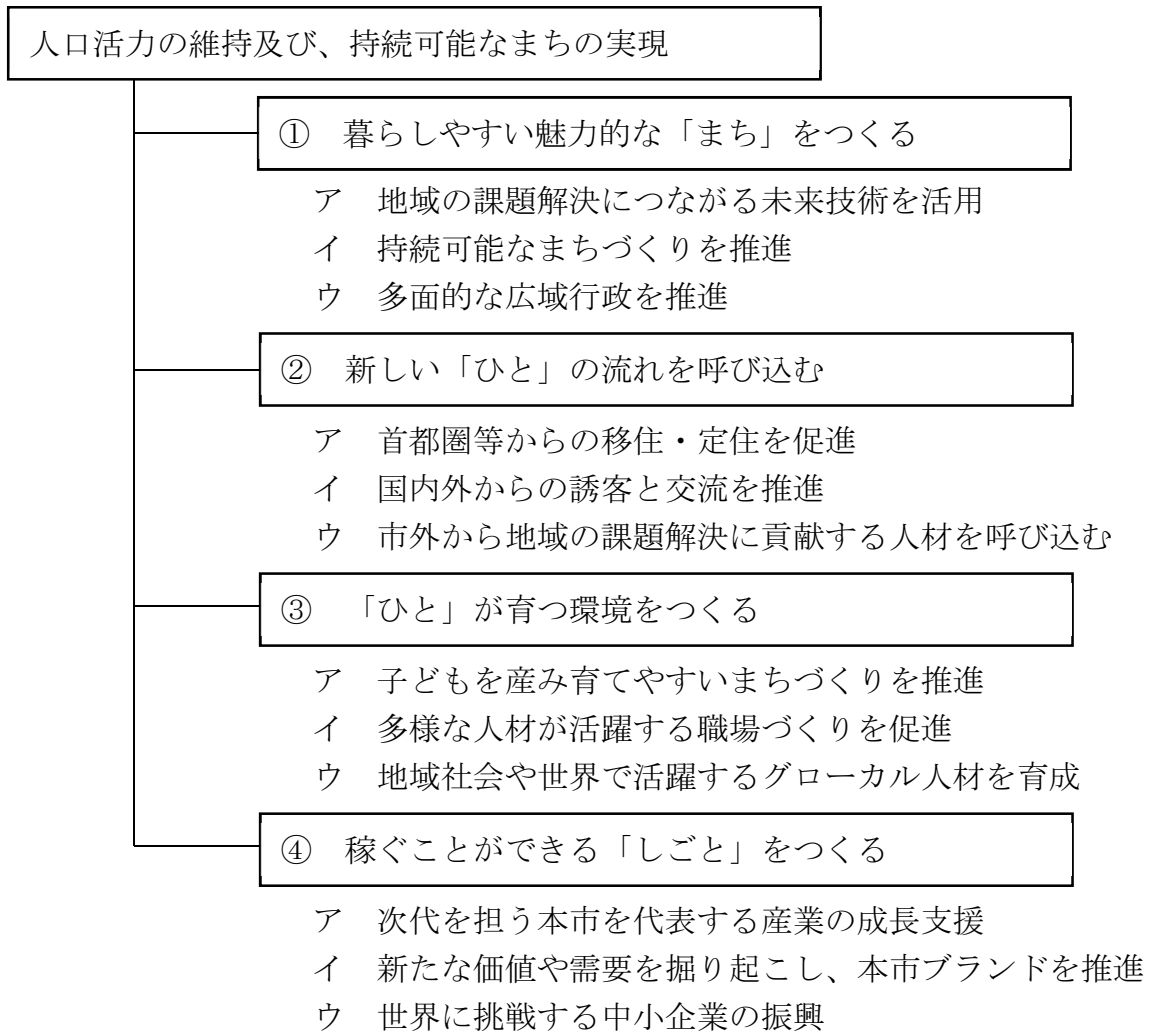 人口活力の維持及び、持続可能なまちの実現
① 暮らしやすい魅力的な「まち」をつくる
ア 地域の課題解決につながる未来技術を活用
イ 持続可能なまちづくりを推進
ウ 多面的な広域行政を推進
② 新しい「ひと」の流れを呼び込む
ア 首都圏等からの移住・定住を促進
イ 国内外からの誘客と交流を推進
ウ 市外から地域の課題解決に貢献する人材を呼び込む
③ 「ひと」が育つ環境をつくる
ア 子どもを産み育てやすいまちづくりを推進
イ 多様な人材が活躍する職場づくりを促進
ウ 地域社会や世界で活躍するグローカル人材を育成
④ 稼ぐことができる「しごと」をつくる
ア 次代を担う本市を代表する産業の成長支援
イ 新たな価値や需要を掘り起こし、本市ブランドを推進
ウ 世界に挑戦する中小企業の振興